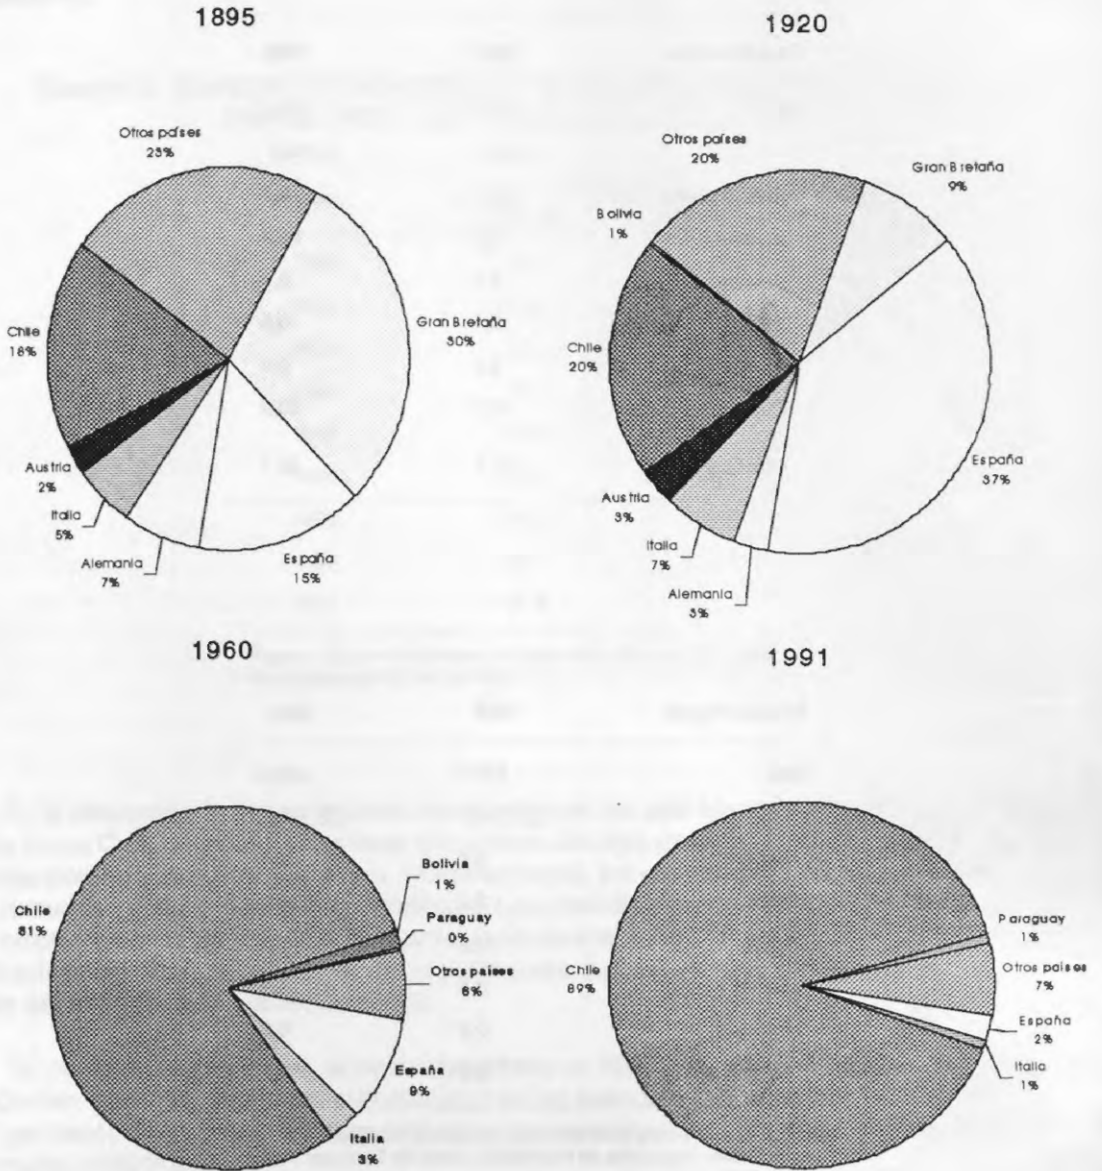 1895
Otros países
23%
Gran Bretaña
30%
Chile
18%
Austria
2%
Italia
5%
Alemania
7%
España
15%
1920
Otros países
20%
Gran Bretaña
9%
Bolivia
1%
Chile
20%
España
37%
Austria
3%
Italia
7%
Alemania
3%
1960
Bolivia
1%
Chile
81%
Paraguay
0%
Otros países
6%
España
9%
Italia
3%
1991
Paraguay
1%
Otros países
7%
Chile
89%
España
2%
Italia
1%